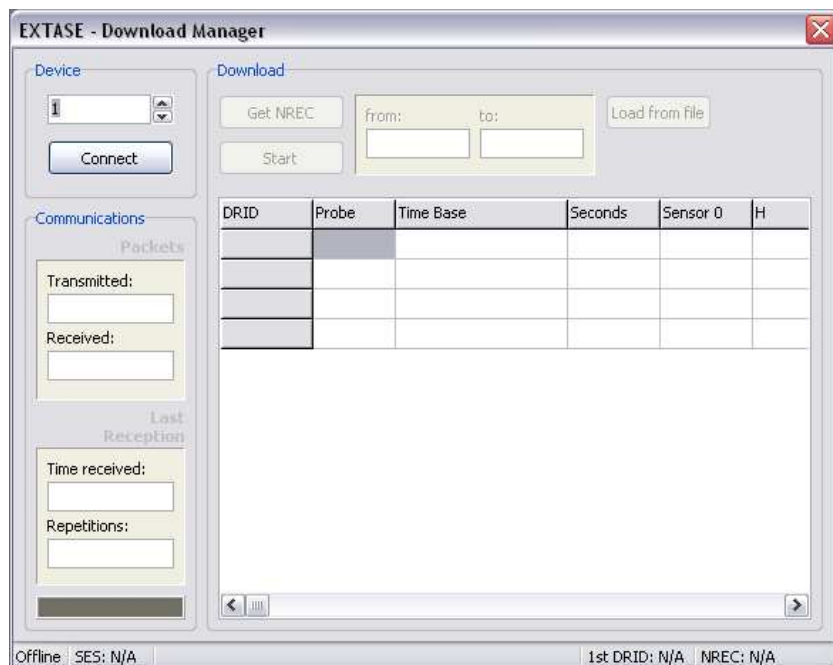 EXTASE - Download Manager
Device
1
Connect
Communications
Packets
Transmitted:
Received:
Last
Reception
Time received:
Repetitions:
Download
Get NREC
from:
to:
Load from file
Start
DRID Probe Time Base Seconds Sensor 0 H
Offline SES: N/A 1st DRID: N/A NREC: N/A